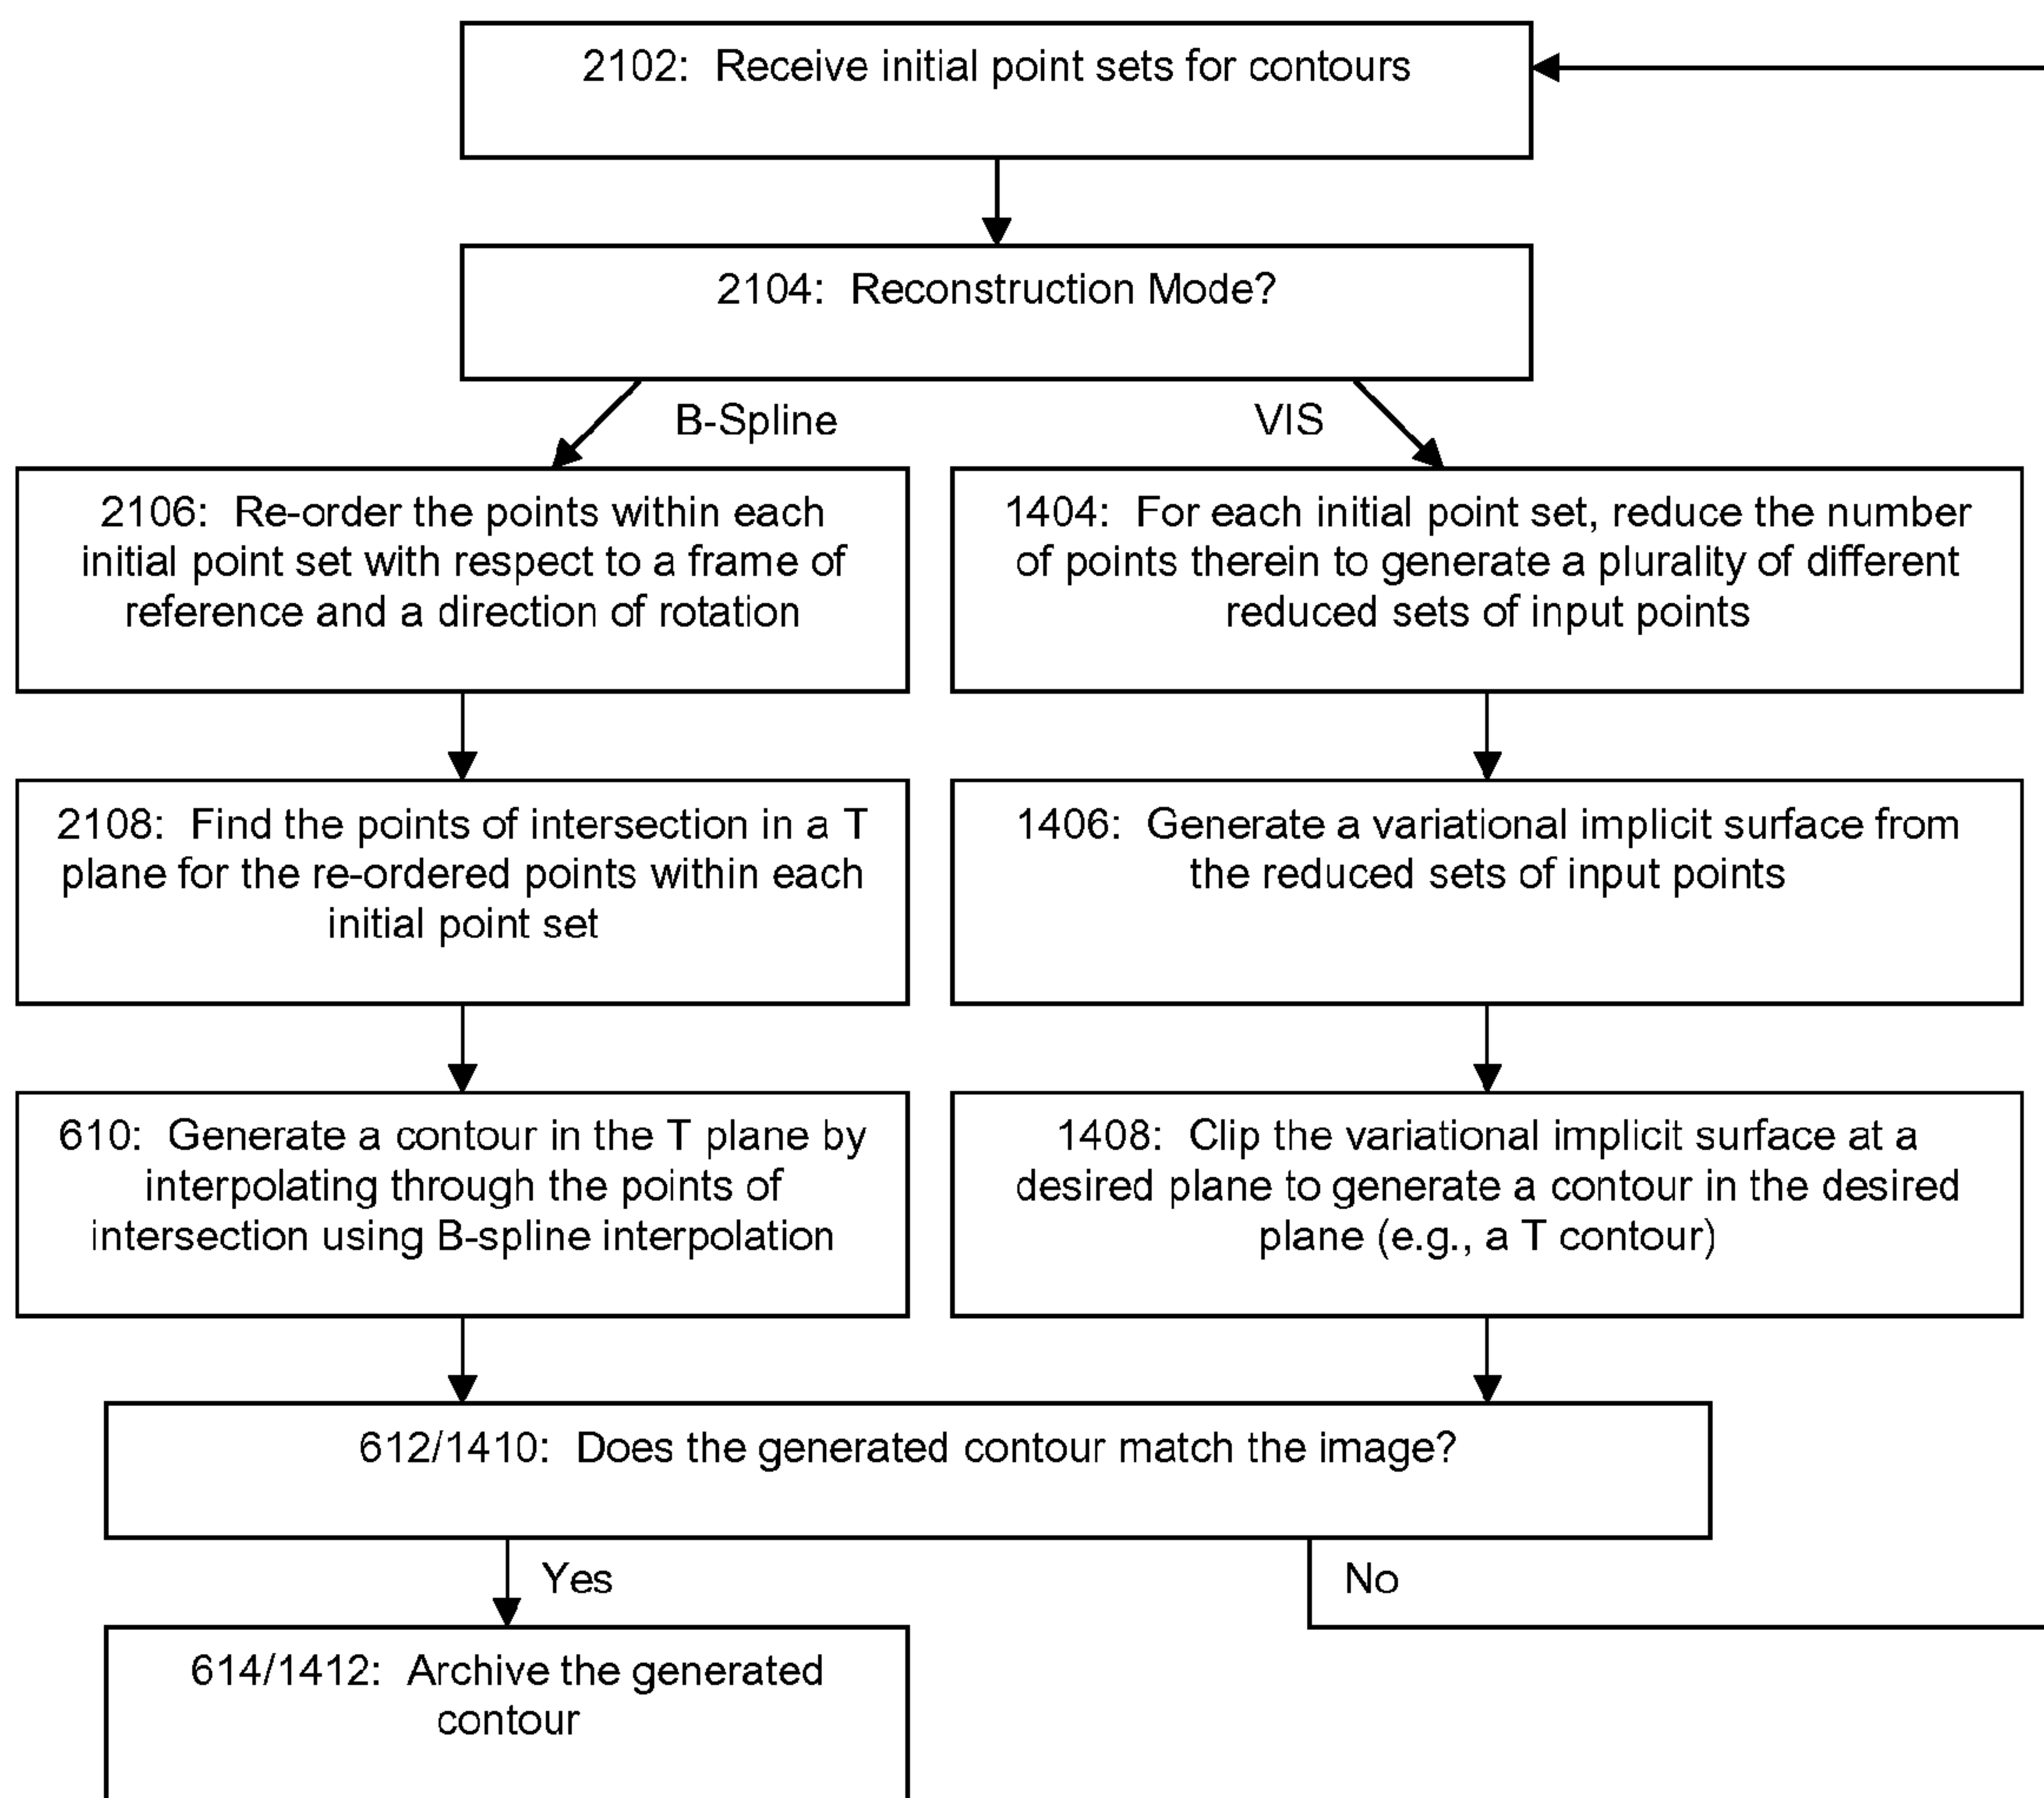 2102: Receive initial point sets for contours
2104: Reconstruction Mode?
B-Spline
VIS
2106: Re-order the points within each
initial point set with respect to a frame of
reference and a direction of rotation
1404: For each initial point set, reduce the number
of points therein to generate a plurality of different
reduced sets of input points
2108: Find the points of intersection in a T
plane for the re-ordered points within each
initial point set
1406: Generate a variational implicit surface from
the reduced sets of input points
610: Generate a contour in the T plane by
interpolating through the points of
intersection using B-spline interpolation
1408: Clip the variational implicit surface at a
desired plane to generate a contour in the desired
plane (e.g., a T contour)
612/1410: Does the generated contour match the image?
Yes
No
614/1412: Archive the generated
contour